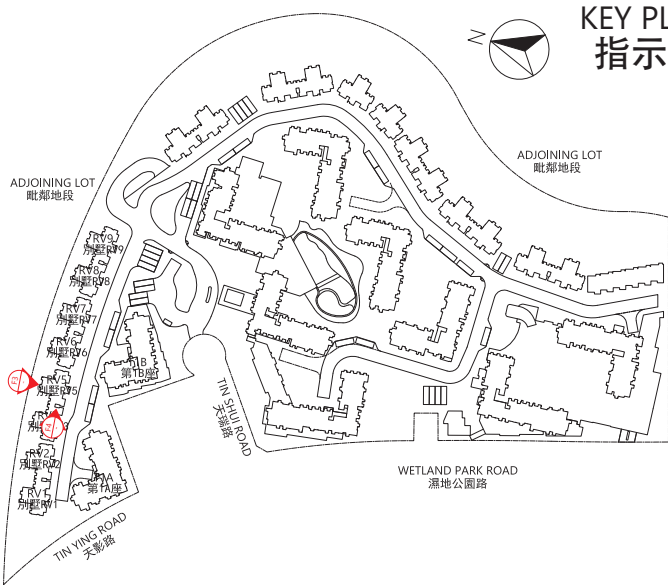 KEY PL
指示
N
ADJOINING LOT
毗鄰地段
ADJOINING LOT
毗鄰地段
RV9
別墅RV9
RV8
別墅RV8
RV7
別墅RV7
RV6
別墅RV6
RV5
別墅RV5
RV2
別墅RV2
RV1
別墅RV1
第1B座
第1A座
TIN SHUI ROAD
天瑞路
WETLAND PARK ROAD
濕地公園路
TIN YING ROAD
天影路